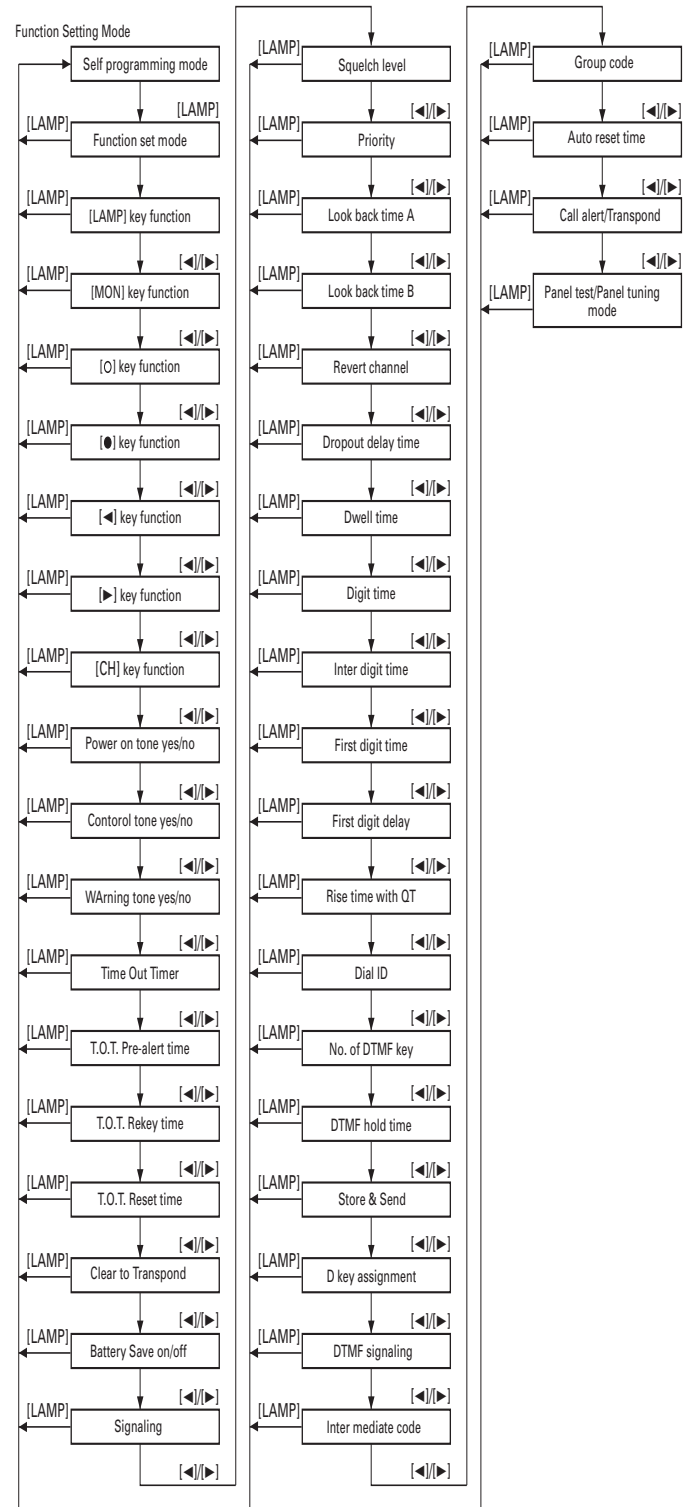 Function Setting Mode
Self programming mode
[LAMP]
[LAMP]
Function set mode
[LAMP]
[LAMP] key function
[◀]/[▶]
[LAMP]
[MON] key function
[◀]/[▶]
[LAMP]
[O] key function
[◀]/[▶]
[LAMP]
[●] key function
[◀]/[▶]
[LAMP]
[◀] key function
[◀]/[▶]
[LAMP]
[▶] key function
[◀]/[▶]
[LAMP]
[CH] key function
[◀]/[▶]
[LAMP]
Power on tone yes/no
[◀]/[▶]
[LAMP]
Contorol tone yes/no
[◀]/[▶]
[LAMP]
WArning tone yes/no
[◀]/[▶]
[LAMP]
Time Out Timer
[◀]/[▶]
[LAMP]
T.O.T. Pre-alert time
[◀]/[▶]
[LAMP]
T.O.T. Rekey time
[◀]/[▶]
[LAMP]
T.O.T. Reset time
[◀]/[▶]
[LAMP]
Clear to Transpond
[◀]/[▶]
[LAMP]
Battery Save on/off
[◀]/[▶]
[LAMP]
Signaling
[◀]/[▶]
[LAMP]
Squelch level
[◀]/[▶]
[LAMP]
Priority
[◀]/[▶]
[LAMP]
Look back time A
[◀]/[▶]
[LAMP]
Look back time B
[◀]/[▶]
[LAMP]
Revert channel
[◀]/[▶]
[LAMP]
Dropout delay time
[◀]/[▶]
[LAMP]
Dwell time
[◀]/[▶]
[LAMP]
Digit time
[◀]/[▶]
[LAMP]
Inter digit time
[◀]/[▶]
[LAMP]
First digit time
[◀]/[▶]
[LAMP]
First digit delay
[◀]/[▶]
[LAMP]
Rise time with QT
[◀]/[▶]
[LAMP]
Dial ID
[◀]/[▶]
[LAMP]
No. of DTMF key
[◀]/[▶]
[LAMP]
DTMF hold time
[◀]/[▶]
[LAMP]
Store & Send
[◀]/[▶]
[LAMP]
D key assignment
[◀]/[▶]
[LAMP]
DTMF signaling
[◀]/[▶]
[LAMP]
Inter mediate code
[◀]/[▶]
[LAMP]
Group code
[◀]/[▶]
[LAMP]
Auto reset time
[◀]/[▶]
[LAMP]
Call alert/Transpond
[◀]/[▶]
[LAMP]
Panel test/Panel tuning
mode